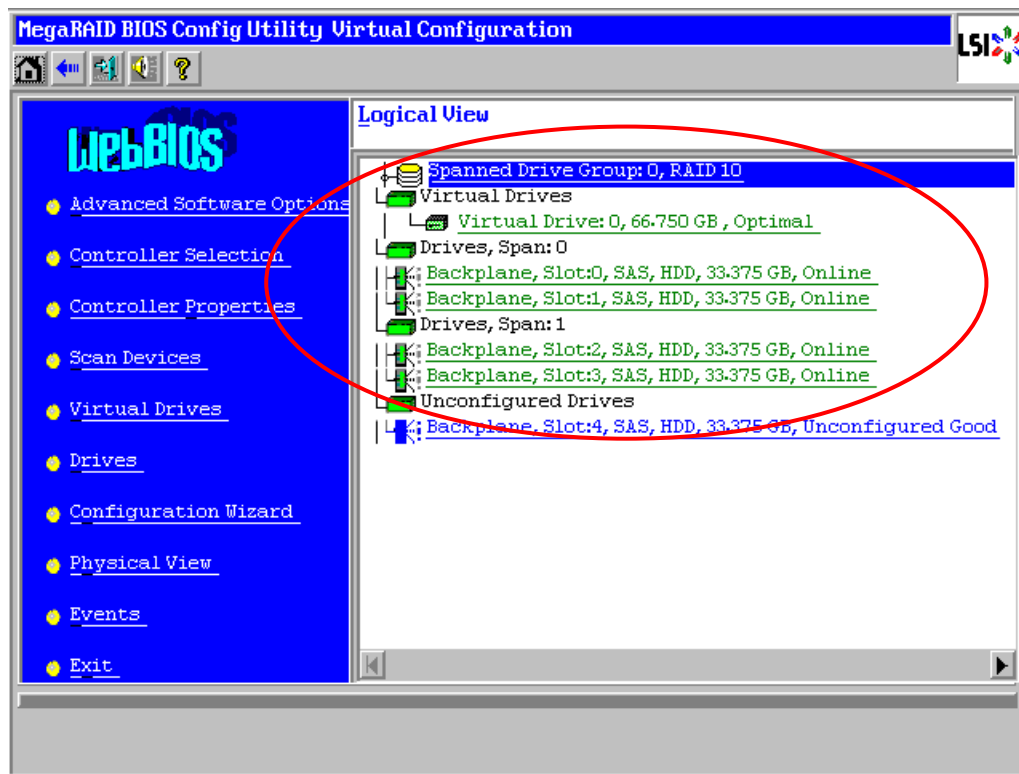 MegaRAID BIOS Config Utility Virtual Configuration
LSI
WebBIOS
Advanced Software Options
Controller Selection
Controller Properties
Scan Devices
Virtual Drives
Drives
Configuration Wizard
Physical View
Events
Exit
Logical View
Spanned Drive Group: 0, RAID 10
Virtual Drives
Virtual Drive: 0, 66.750 GB , Optimal
Drives, Span: 0
Backplane, Slot:0, SAS, HDD, 33.375 GB, Online
Backplane, Slot:1, SAS, HDD, 33.375 GB, Online
Drives, Span: 1
Backplane, Slot:2, SAS, HDD, 33.375 GB, Online
Backplane, Slot:3, SAS, HDD, 33.375 GB, Online
Unconfigured Drives
Backplane, Slot:4, SAS, HDD, 33.375 GB, Unconfigured Good